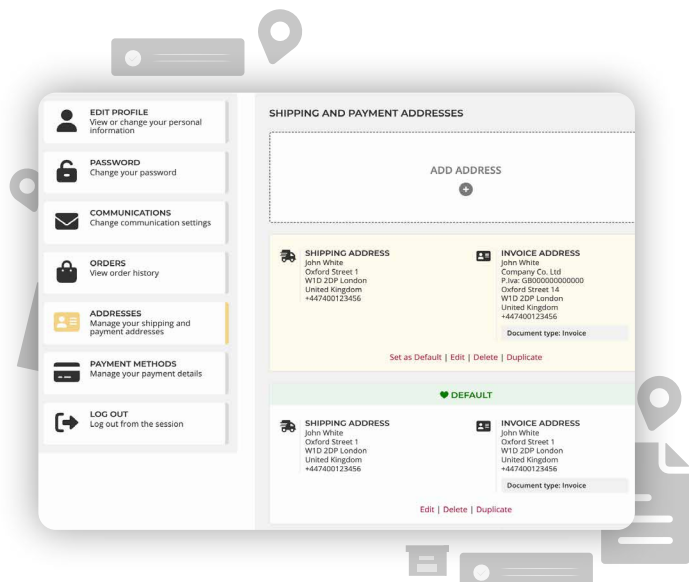 EDIT PROFILE
View or change your personal
information
PASSWORD
Change your password
COMMUNICATIONS
Change communication settings
ORDERS
View order history
ADDRESSES
Manage your shipping and
payment addresses
PAYMENT METHODS
Manage your payment details
LOG OUT
Log out from the session
SHIPPING AND PAYMENT ADDRESSES
ADD ADDRESS
SHIPPING ADDRESS
John White
Oxford Street 1
W1D 2DP London
United Kingdom
+447400123456
INVOICE ADDRESS
John White
Company Co. Ltd
P.Iva: GB000000000000
Oxford Street 14
W1D 2DP London
United Kingdom
+447400123456
Document type: Invoice
Set as Default | Edit | Delete | Duplicate
DEFAULT
SHIPPING ADDRESS
John White
Oxford Street 1
W1D 2DP London
United Kingdom
+447400123456
INVOICE ADDRESS
John White
Oxford Street 1
W1D 2DP London
United Kingdom
+447400123456
Document type: Invoice
Edit | Delete | Duplicate